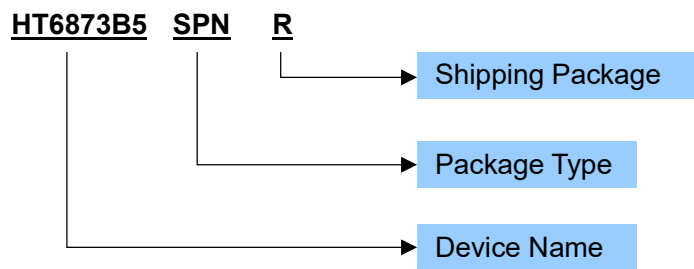 HT6873B5 SPN R
Shipping Package
Package Type
Device Name